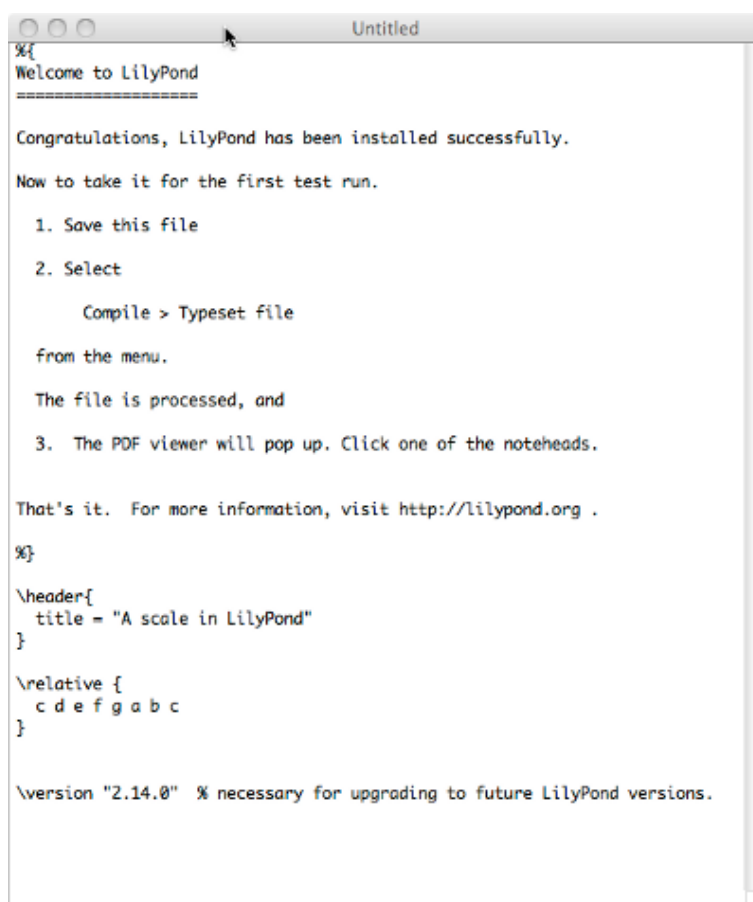 Untitled
%{
Welcome to LilyPond
===================
Congratulations, LilyPond has been installed successfully.
Now to take it for the first test run.
1. Save this file
2. Select
Compile > Typeset file
from the menu.
The file is processed, and
3.  The PDF viewer will pop up. Click one of the noteheads.
That's it.  For more information, visit http://lilypond.org .
%}
\header{
title = "A scale in LilyPond"
}
\relative {
c d e f g a b c
}
\version "2.14.0"  % necessary for upgrading to future LilyPond versions.